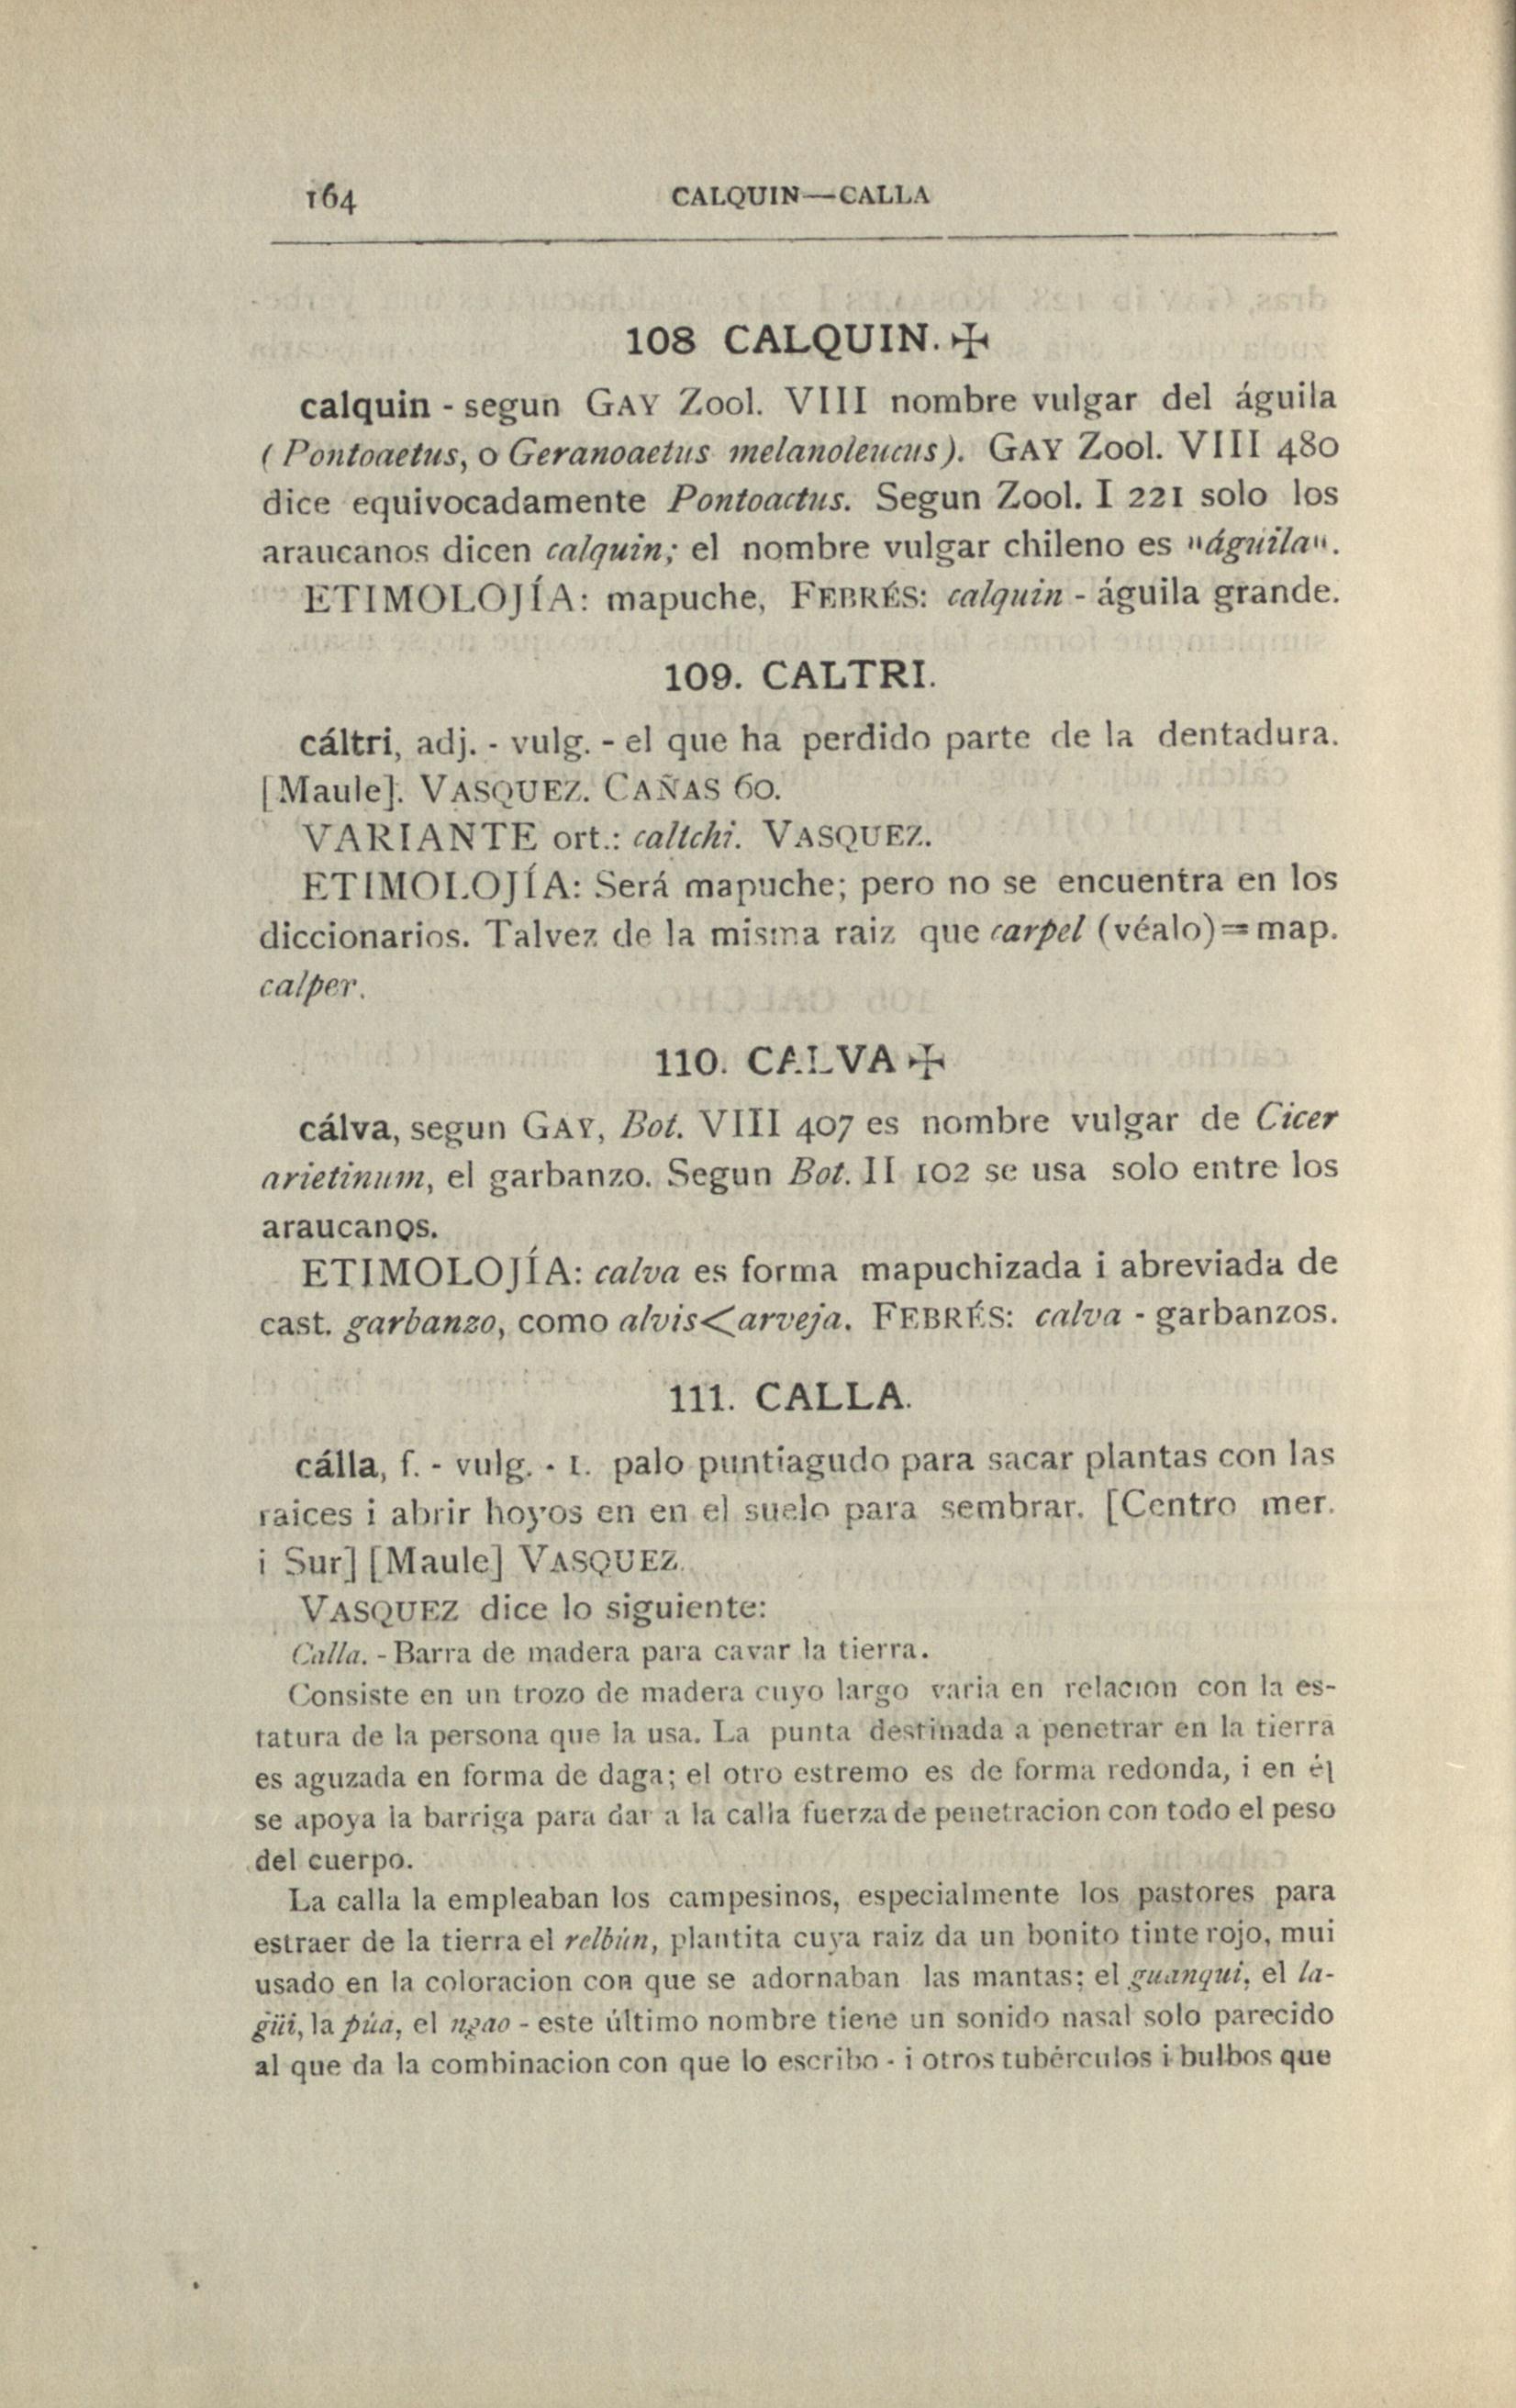 164
CALQUIN—CALLA
108 CALQUIN.✠
calquin - segun GAY Zool. VIII nombre vulgar del águila
(Pontoaetus, o Geranoaetus melanoleucus). GAY Zool. VIII 480
dice equivocadamente Pontoactus. Segun Zool. I 221 solo los
araucanos dicen calquin; el nombre vulgar chileno es "águila".
ETIMOLOJÍA: mapuche, FEBRÉS: calquin - águila grande.
109. CALTRI.
cáltri, adj. - vulg. - el que ha perdido parte de la dentadura.
[Maule]. VASQUEZ. CAÑAS 60.
VARIANTE ort.: caltchi. VASQUEZ.
ETIMOLOJÍA: Será mapuche; pero no se encuentra en los
diccionarios. Talvez de la misma raiz que carpel (véalo)=map.
calper.
110. CALVA✠
cálva, segun GAY, Bot. VIII 407 es nombre vulgar de Cicer
arietinum, el garbanzo. Segun Bot. II 102 se usa solo entre los
araucanos.
ETIMOLOJÍA: calva es forma mapuchizada i abreviada de
cast. garbanzo, como alvis<arveja. FEBRÉS: calva - garbanzos.
111. CALLA.
cálla, f. - vulg. - 1. palo puntiagudo para sacar plantas con las
raices i abrir hoyos en en el suelo para sembrar. [Centro mer.
i Sur] [Maule] VASQUEZ.
VASQUEZ dice lo siguiente:
Calla. - Barra de madera para cavar la tierra.
Consiste en un trozo de madera cuyo largo varia en relacion con la es-
tatura de la persona que la usa. La punta destinada a penetrar en la tierra
es aguzada en forma de daga; el otro estremo es de forma redonda, i en él
se apoya la barriga para dar a la calla fuerza de penetracion con todo el peso
del cuerpo.
La calla la empleaban los campesinos, especialmente los pastores para
estraer de la tierra el relbún, plantita cuya raiz da un bonito tinte rojo, mui
usado en la coloracion con que se adornaban las mantas; el guanqui, el la-
güi, la púa, el ngao - este último nombre tiene un sonido nasal solo parecido
al que da la combinacion con que lo escribo - i otros tubérculos i bulbos que